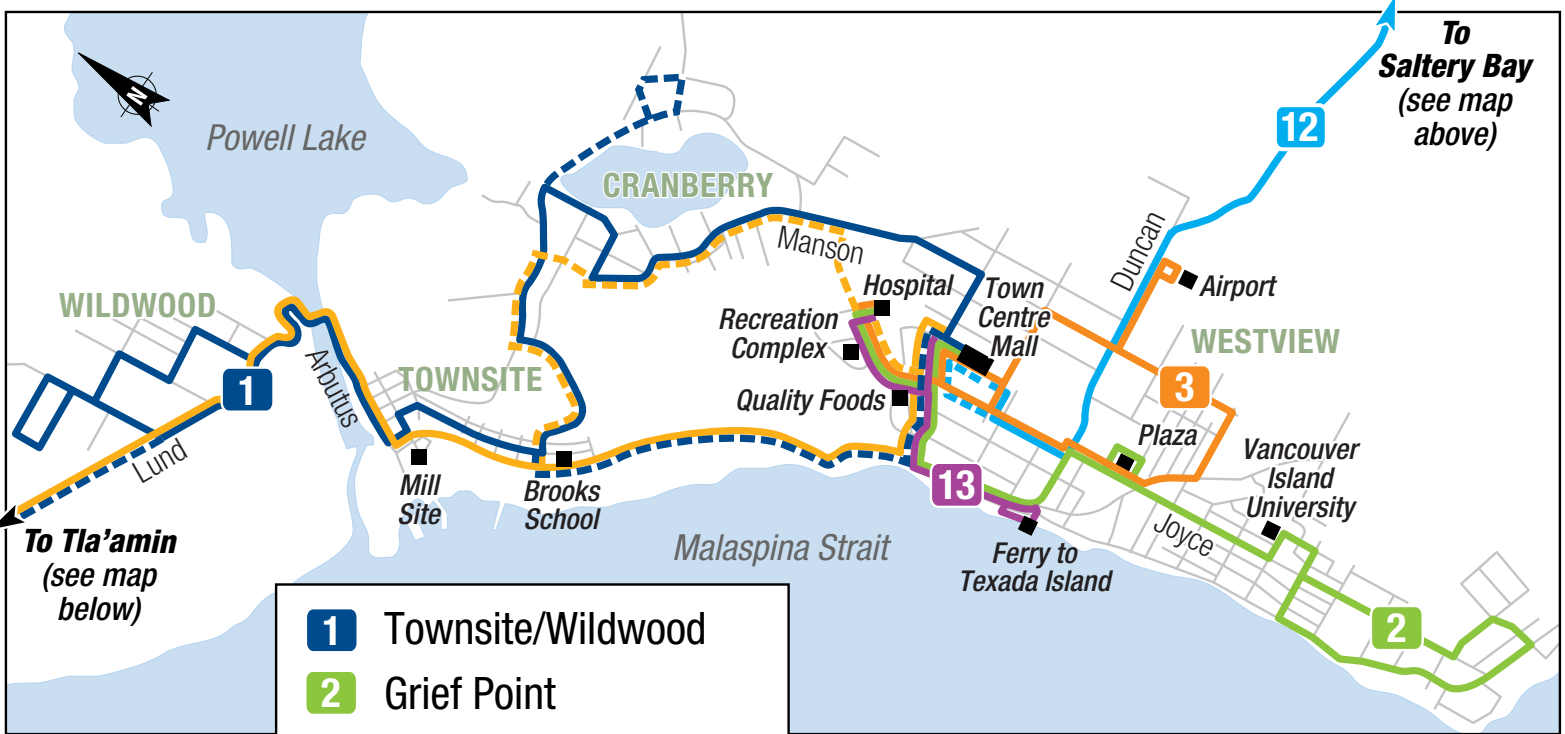 To
Saltery Bay
(see map
above)
N
Powell Lake
12
CRANBERRY
Manson
Duncan
Hospital
Town
Centre
Mall
Airport
WILDWOOD
Recreation
Complex
WESTVIEW
Arbutus
TOWNSITE
1
3
Quality Foods
Lund
Plaza
Mill
Site
Brooks
School
13
Vancouver
Island
University
Joyce
To Tla'amin
(see map
below)
Malaspina Strait
Ferry to
Texada Island
2
1 Townsite/Wildwood
2 Grief Point